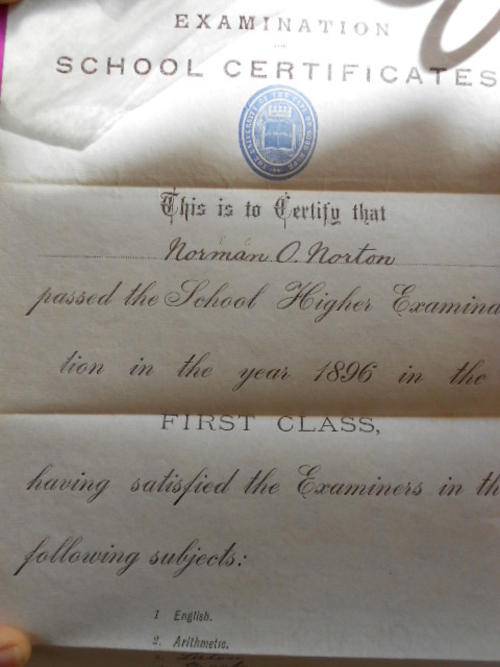 EXAMINATION
SCHOOL CERTIFICATES
This is to Certify that
Norman O. Norton
passed the School Higher Examina
tion in the year 1896 in the
FIRST CLASS,
having satisfied the Examiners in th
following subjects:
1 English.
2. Arithmetic.